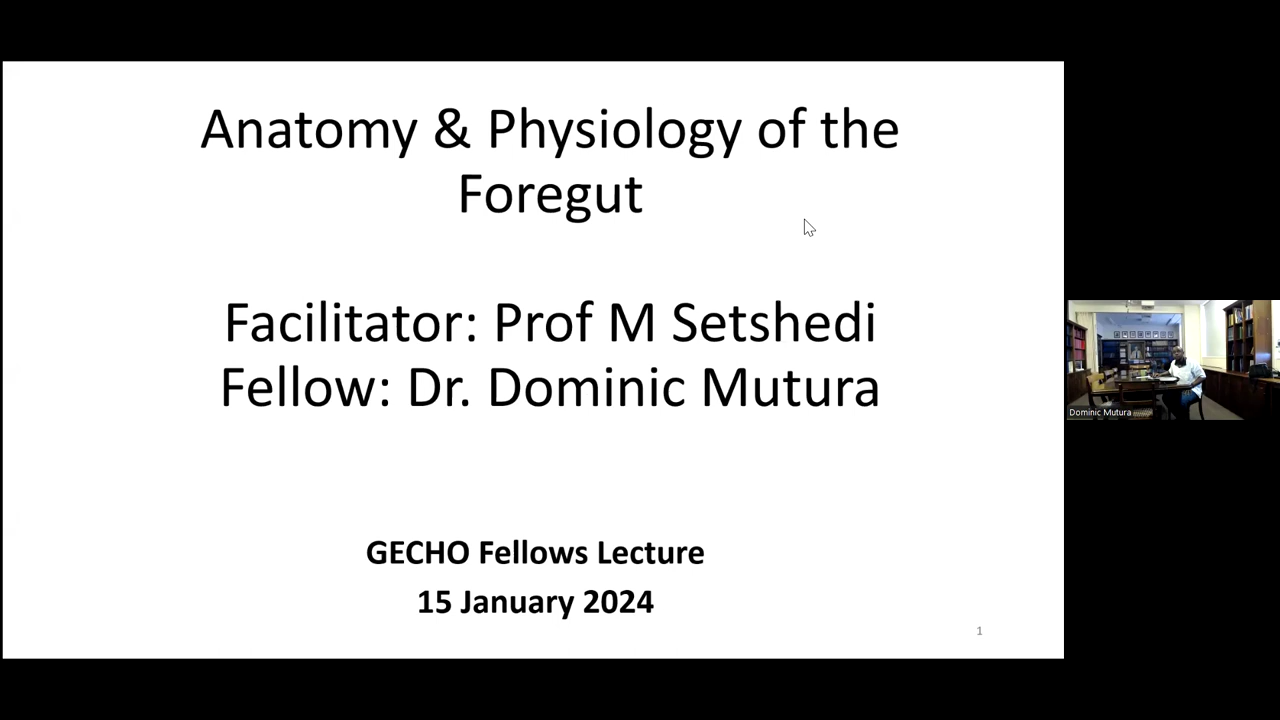 Anatomy & Physiology of the
Foregut
Facilitator: Prof M Setshedi
Fellow: Dr. Dominic Mutura
GECHO Fellows Lecture
15 January 2024
1
Dominic Mutura